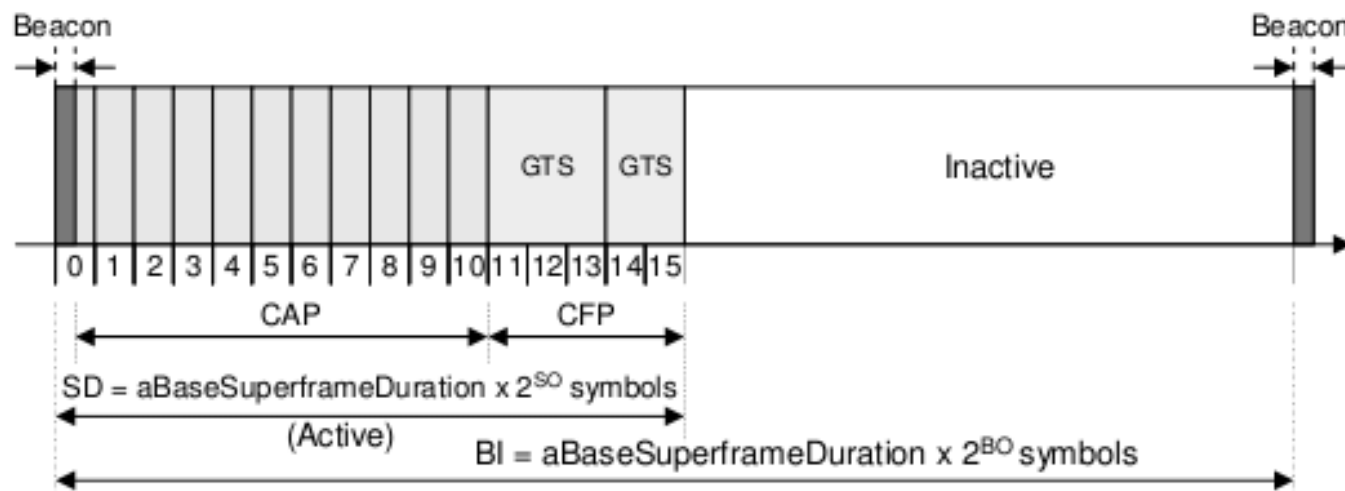 Beacon Beacon
GTS GTS Inactive
0 1 2 3 4 5 6 7 8 9 10 11 12 13 14 15
CAP CFP
SD = aBaseSuperframeDuration x 2^SO symbols
(Active)
BI = aBaseSuperframeDuration x 2^BO symbols